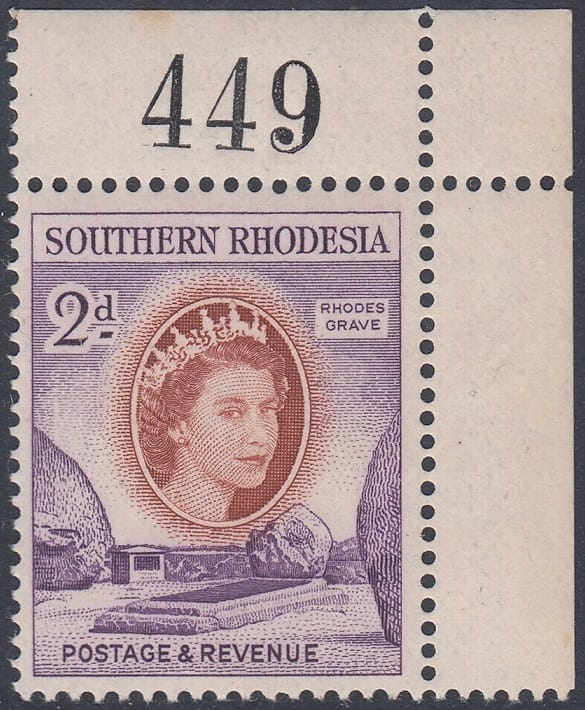 449
SOUTHERN RHODESIA
2d
RHODES
GRAVE
POSTAGE & REVENUE